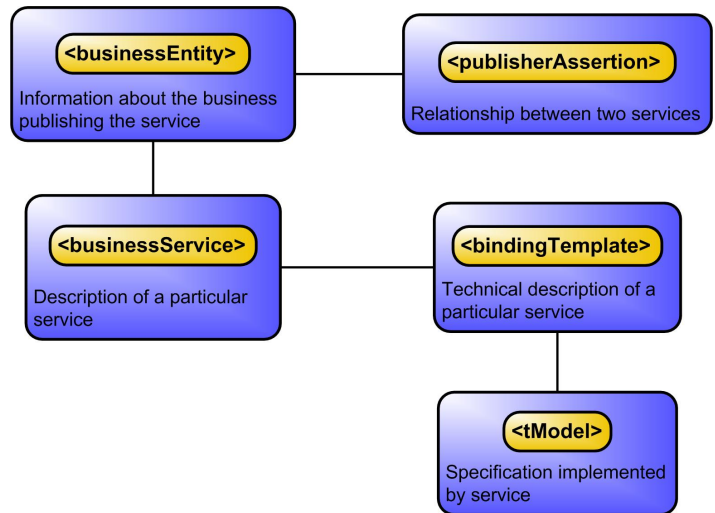 <businessEntity>
Information about the business
publishing the service
<publisherAssertion>
Relationship between two services
<businessService>
Description of a particular
service
<bindingTemplate>
Technical description of a
particular service
<tModel>
Specification implemented
by service